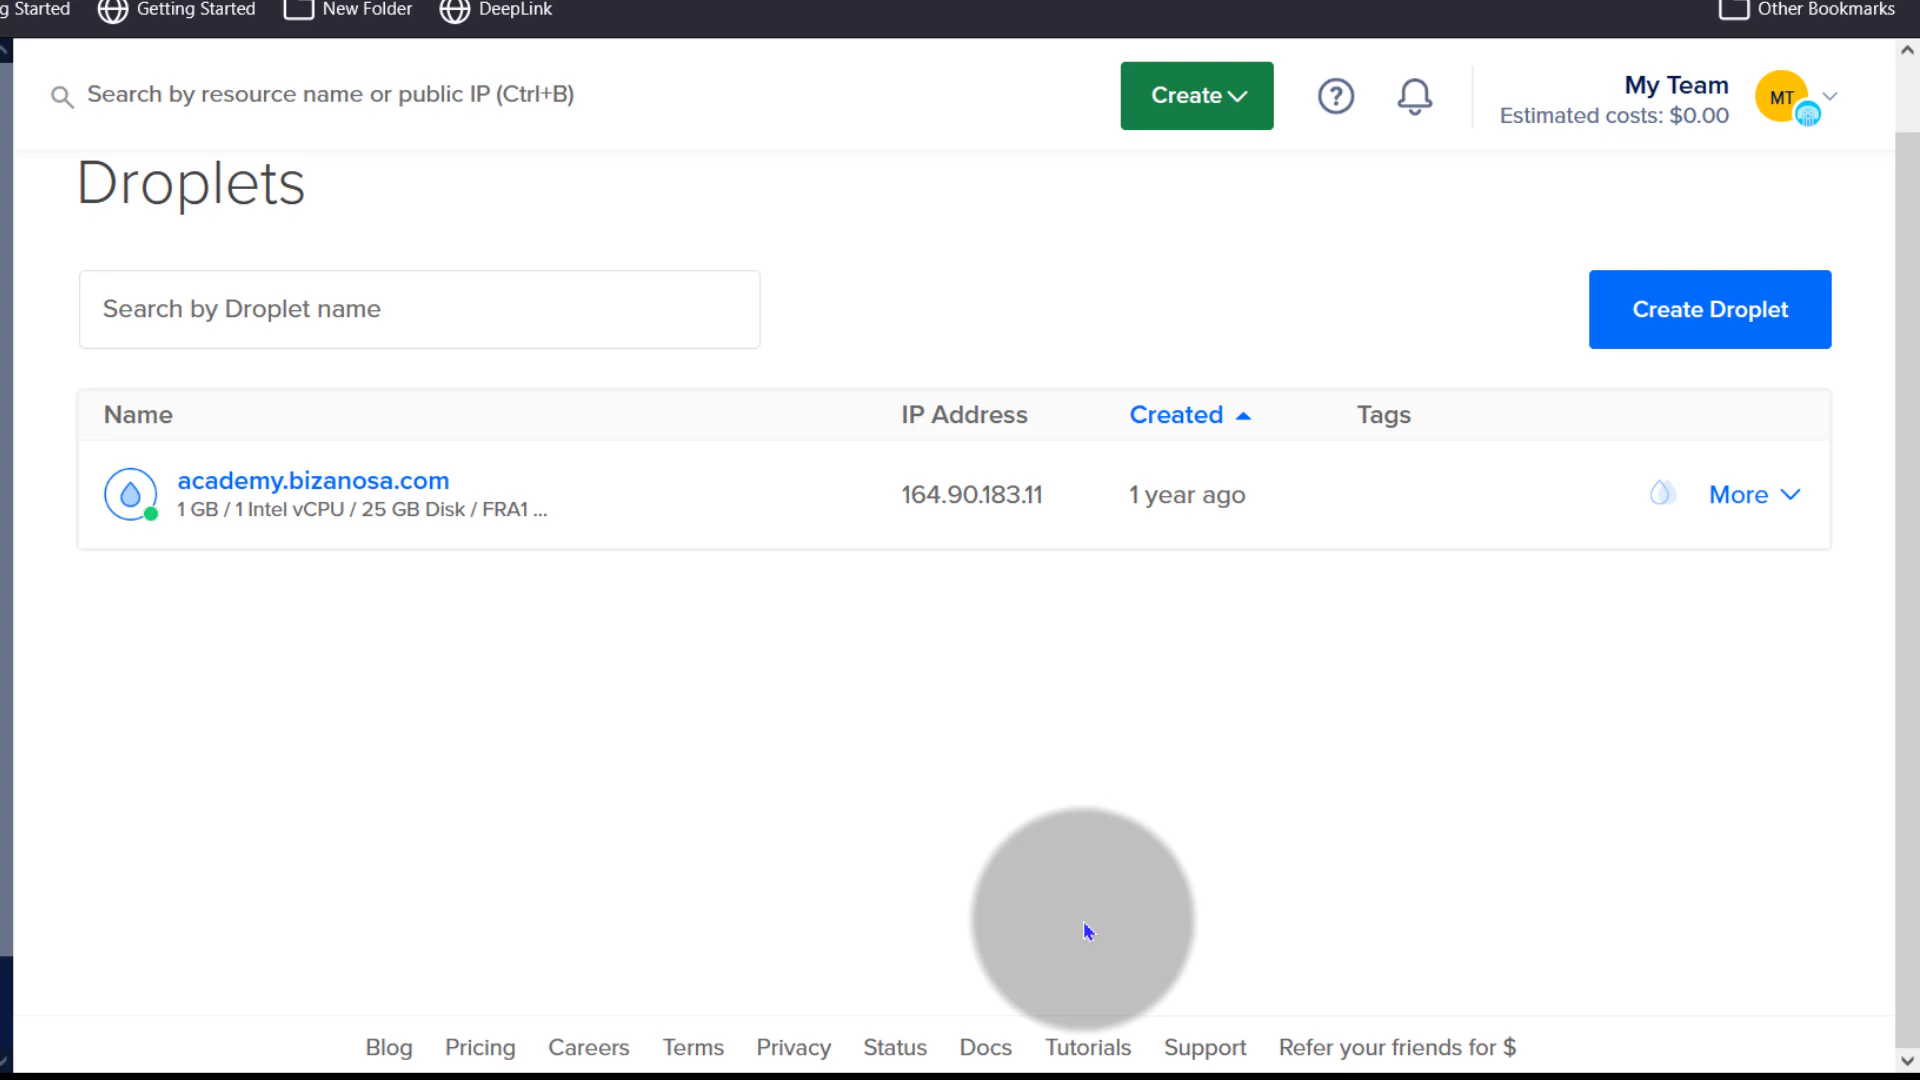 g Started
Getting Started
New Folder
DeepLink
Other Bookmarks
Search by resource name or public IP (Ctrl+B)
Create
My Team
Estimated costs: $0.00
MT
Droplets
Search by Droplet name
Create Droplet
Name
IP Address
Created
Tags
academy.bizanosa.com
1 GB / 1 Intel vCPU / 25 GB Disk / FRA1 ...
164.90.183.11
1 year ago
More
Blog
Pricing
Careers
Terms
Privacy
Status
Docs
Tutorials
Support
Refer your friends for $